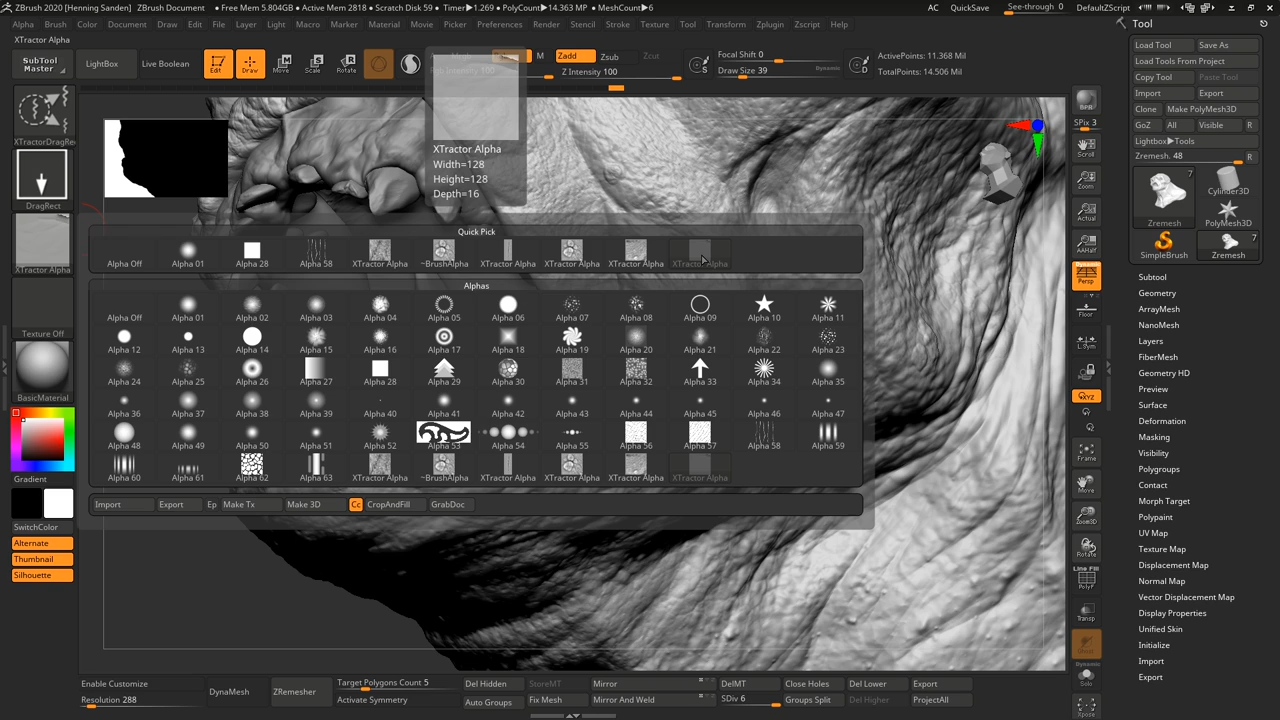 ZBrush 2020 [Henning Sanden] ZBrush Document • Free Mem 5.804GB • Active Mem 2818 • Scratch Disk 59 • Timer▶1.269 • PolyCount▶14.363 MP • MeshCount▶6 AC QuickSave See-through 0 DefaultZScript
Alpha Brush Color Document Draw Edit File Layer Light Macro Marker Material Movie Picker Preferences Render Stencil Stroke Texture Tool Transform Zplugin Zscript Help
XTractor Alpha
SubTool Master
LightBox
Live Boolean
Edit
Draw
Move
Scale
Rotate
M
Zadd
Zsub
Zcut
Rgb Intensity 100
Z Intensity 100
Focal Shift 0
Draw Size 39
Dynamic
ActivePoints: 11.368 Mil
TotalPoints: 14.506 Mil
XTractor Alpha
Width=128
Height=128
Depth=16
XTractorDragRe
DragRect
XTractor Alpha
Texture Off
BasicMaterial
Gradient
SwitchColor
Alternate
Thumbnail
Silhouette
Quick Pick
Alpha Off Alpha 01 Alpha 28 Alpha 58 XTractor Alpha ~BrushAlpha XTractor Alpha XTractor Alpha XTractor Alpha XTractor Alpha
Alphas
Alpha Off Alpha 01 Alpha 02 Alpha 03 Alpha 04 Alpha 05 Alpha 06 Alpha 07 Alpha 08 Alpha 09 Alpha 10 Alpha 11
Alpha 12 Alpha 13 Alpha 14 Alpha 15 Alpha 16 Alpha 17 Alpha 18 Alpha 19 Alpha 20 Alpha 21 Alpha 22 Alpha 23
Alpha 24 Alpha 25 Alpha 26 Alpha 27 Alpha 28 Alpha 29 Alpha 30 Alpha 31 Alpha 32 Alpha 33 Alpha 34 Alpha 35
Alpha 36 Alpha 37 Alpha 38 Alpha 39 Alpha 40 Alpha 41 Alpha 42 Alpha 43 Alpha 44 Alpha 45 Alpha 46 Alpha 47
Alpha 48 Alpha 49 Alpha 50 Alpha 51 Alpha 52 Alpha 53 Alpha 54 Alpha 55 Alpha 56 Alpha 57 Alpha 58 Alpha 59
Alpha 60 Alpha 61 Alpha 62 Alpha 63 XTractor Alpha ~BrushAlpha XTractor Alpha XTractor Alpha XTractor Alpha XTractor Alpha
Import Export Ep Make Tx Make 3D Cc CropAndFill GrabDoc
BPR
SPix 3
Scroll
Zoom
Actual
AAHalf
Dynamic
Persp
Floor
L.Sym
Frame
Move
Zoom3D
Rotate
Line Fill
PolyF
Transp
Dynamic
Solo
Xpose
Tool
Load Tool Save As
Load Tools From Project
Copy Tool Paste Tool
Import Export
Clone Make PolyMesh3D
GoZ All Visible R
Lightbox▶Tools
Zremesh. 48 R
7
Zremesh
Cylinder3D
PolyMesh3D
SimpleBrush
7
Zremesh
Subtool
Geometry
ArrayMesh
NanoMesh
Layers
FiberMesh
Geometry HD
Preview
Surface
Deformation
Masking
Visibility
Polygroups
Contact
Morph Target
Polypaint
UV Map
Texture Map
Displacement Map
Normal Map
Vector Displacement Map
Display Properties
Unified Skin
Initialize
Import
Export
Enable Customize
Resolution 288
DynaMesh
ZRemesher
Target Polygons Count 5
Activate Symmetry
Del Hidden
Auto Groups
StoreMT
Fix Mesh
Mirror
Mirror And Weld
DelMT
SDiv 6
Close Holes
Groups Split
Del Lower
Del Higher
Export
ProjectAll